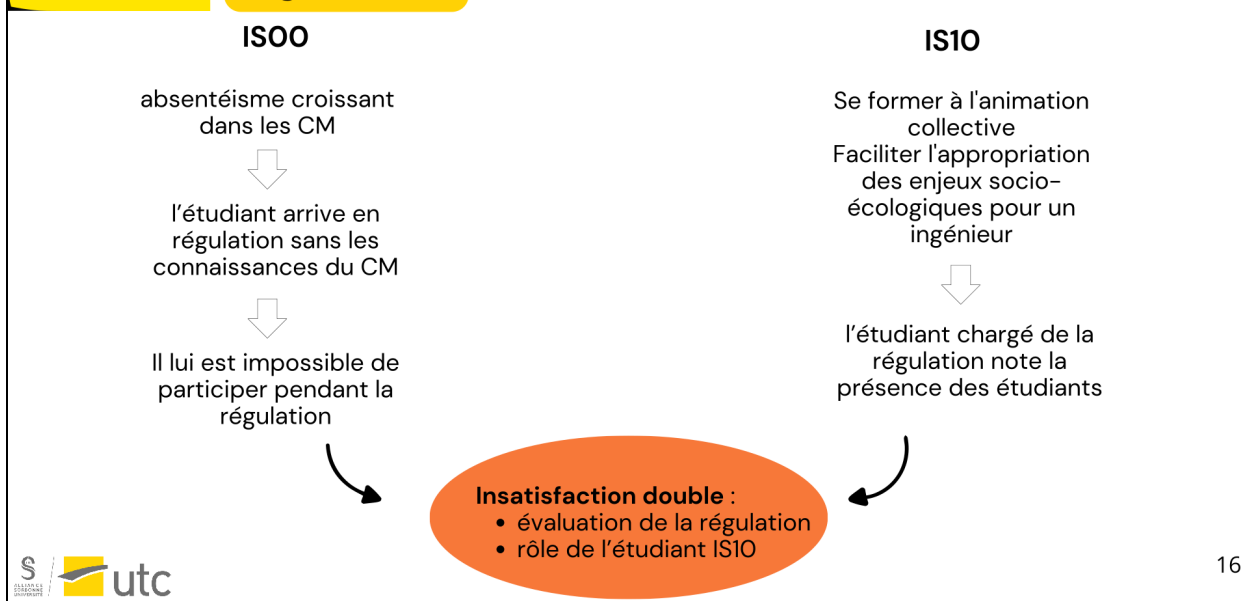 IS00
absentéisme croissant
dans les CM
l'étudiant arrive en
régulation sans les
connaissances du CM
Il lui est impossible de
participer pendant la
régulation
IS10
Se former à l'animation
collective
Faciliter l'appropriation
des enjeux socio-
écologiques pour un
ingénieur
l'étudiant chargé de la
régulation note la
présence des étudiants
Insatisfaction double :
• évaluation de la régulation
• rôle de l'étudiant IS10
S
ALLIANCE
SORBONNE
UNIVERSITÉ
utc
16